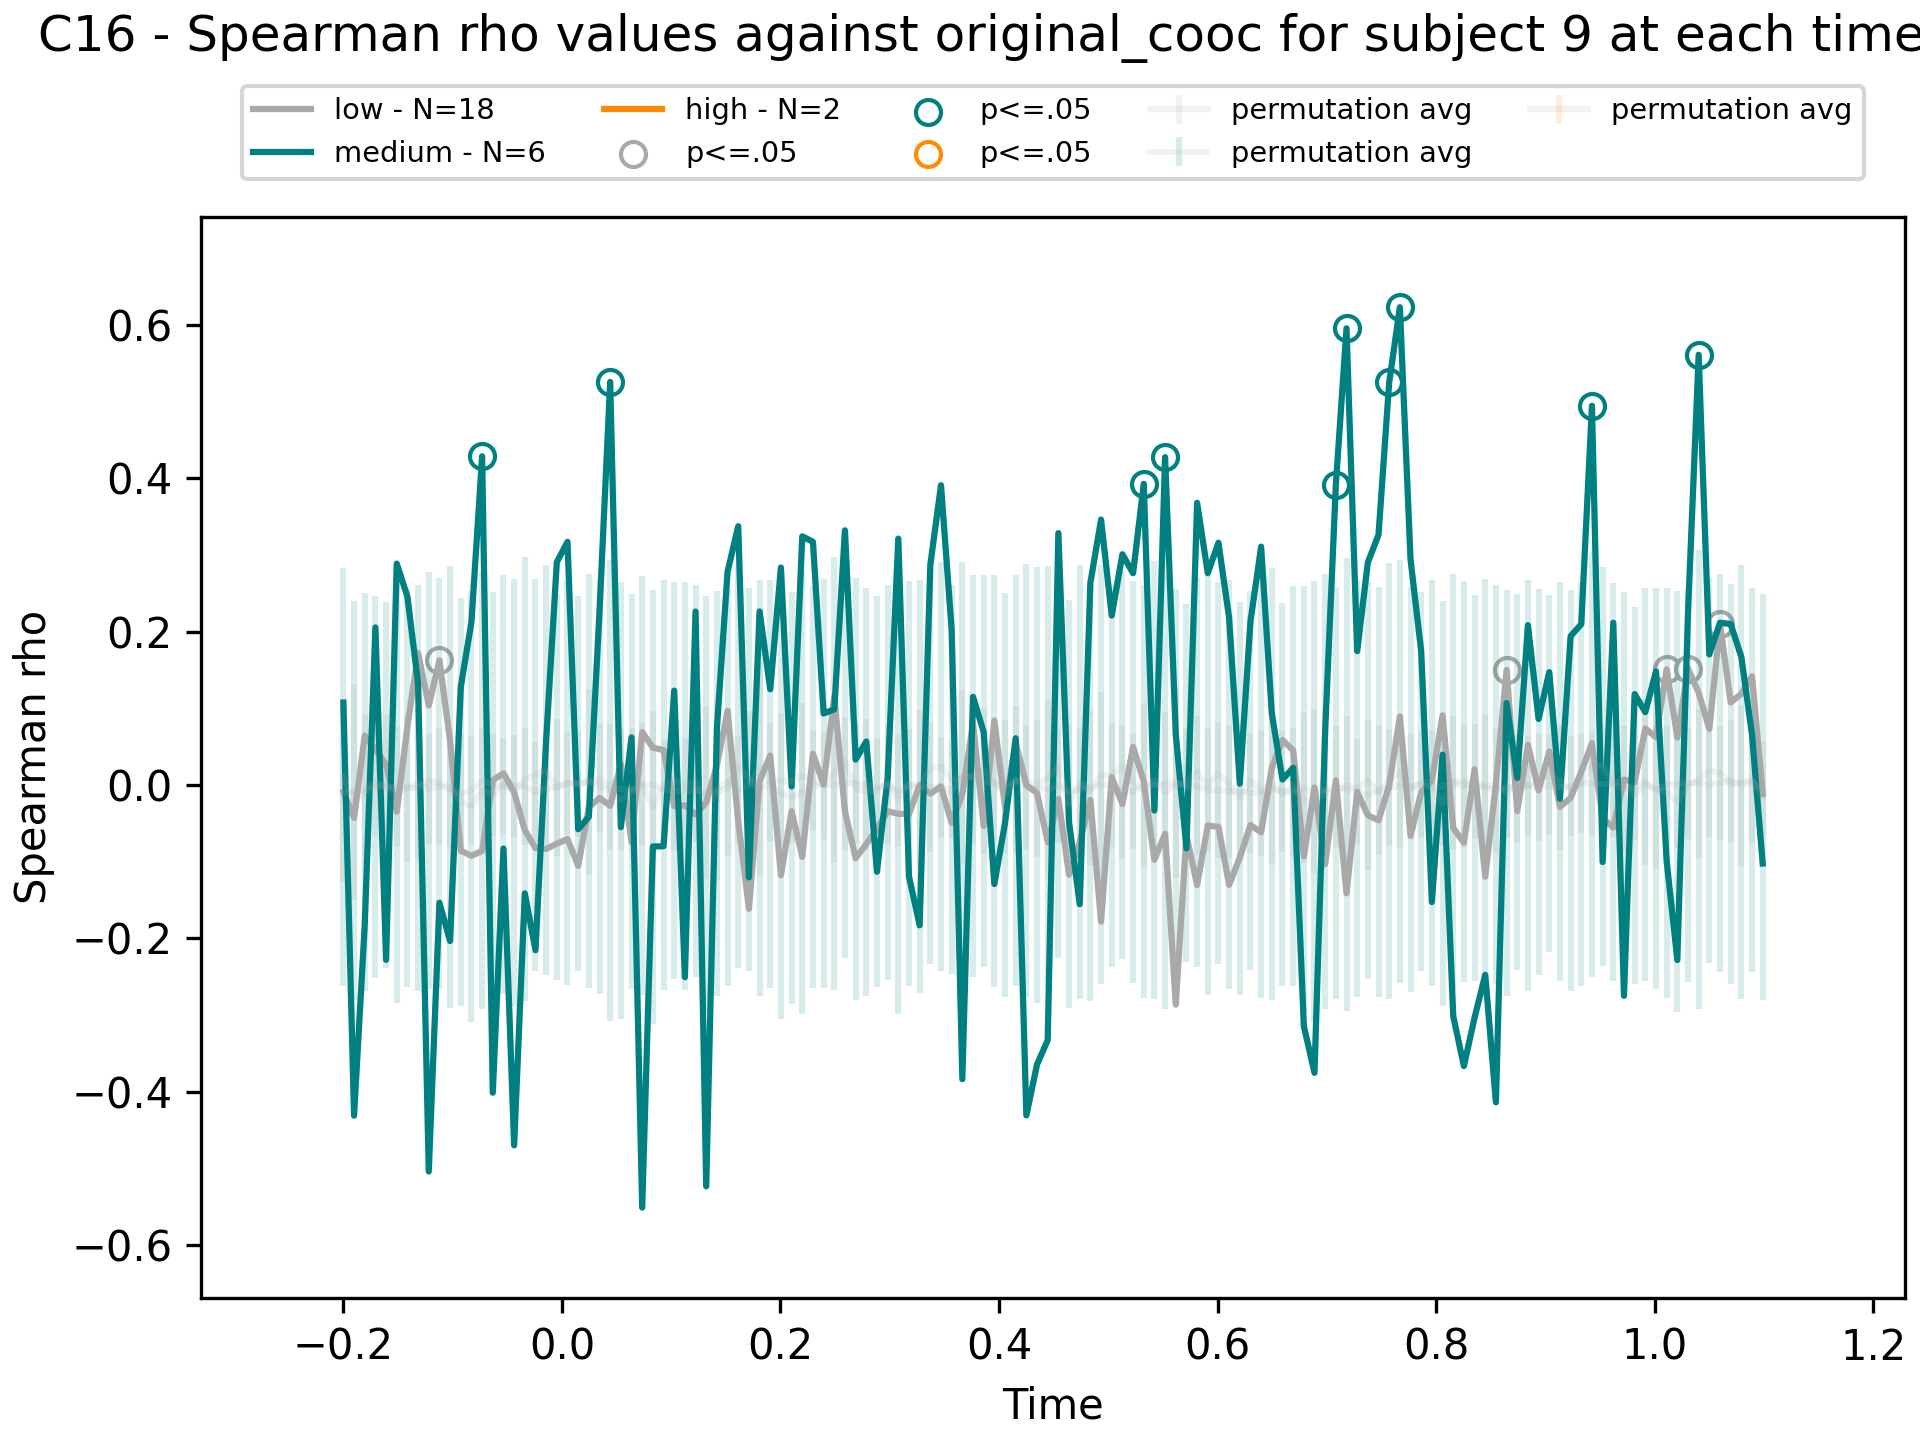 C16 - Spearman rho values against original_cooc for subject 9 at each time
low - N=18
medium - N=6
high - N=2
p<=.05
p<=.05
p<=.05
permutation avg
permutation avg
permutation avg
Spearman rho
0.6
0.4
0.2
0.0
−0.2
−0.4
−0.6
−0.2 0.0 0.2 0.4 0.6 0.8 1.0 1.2
Time